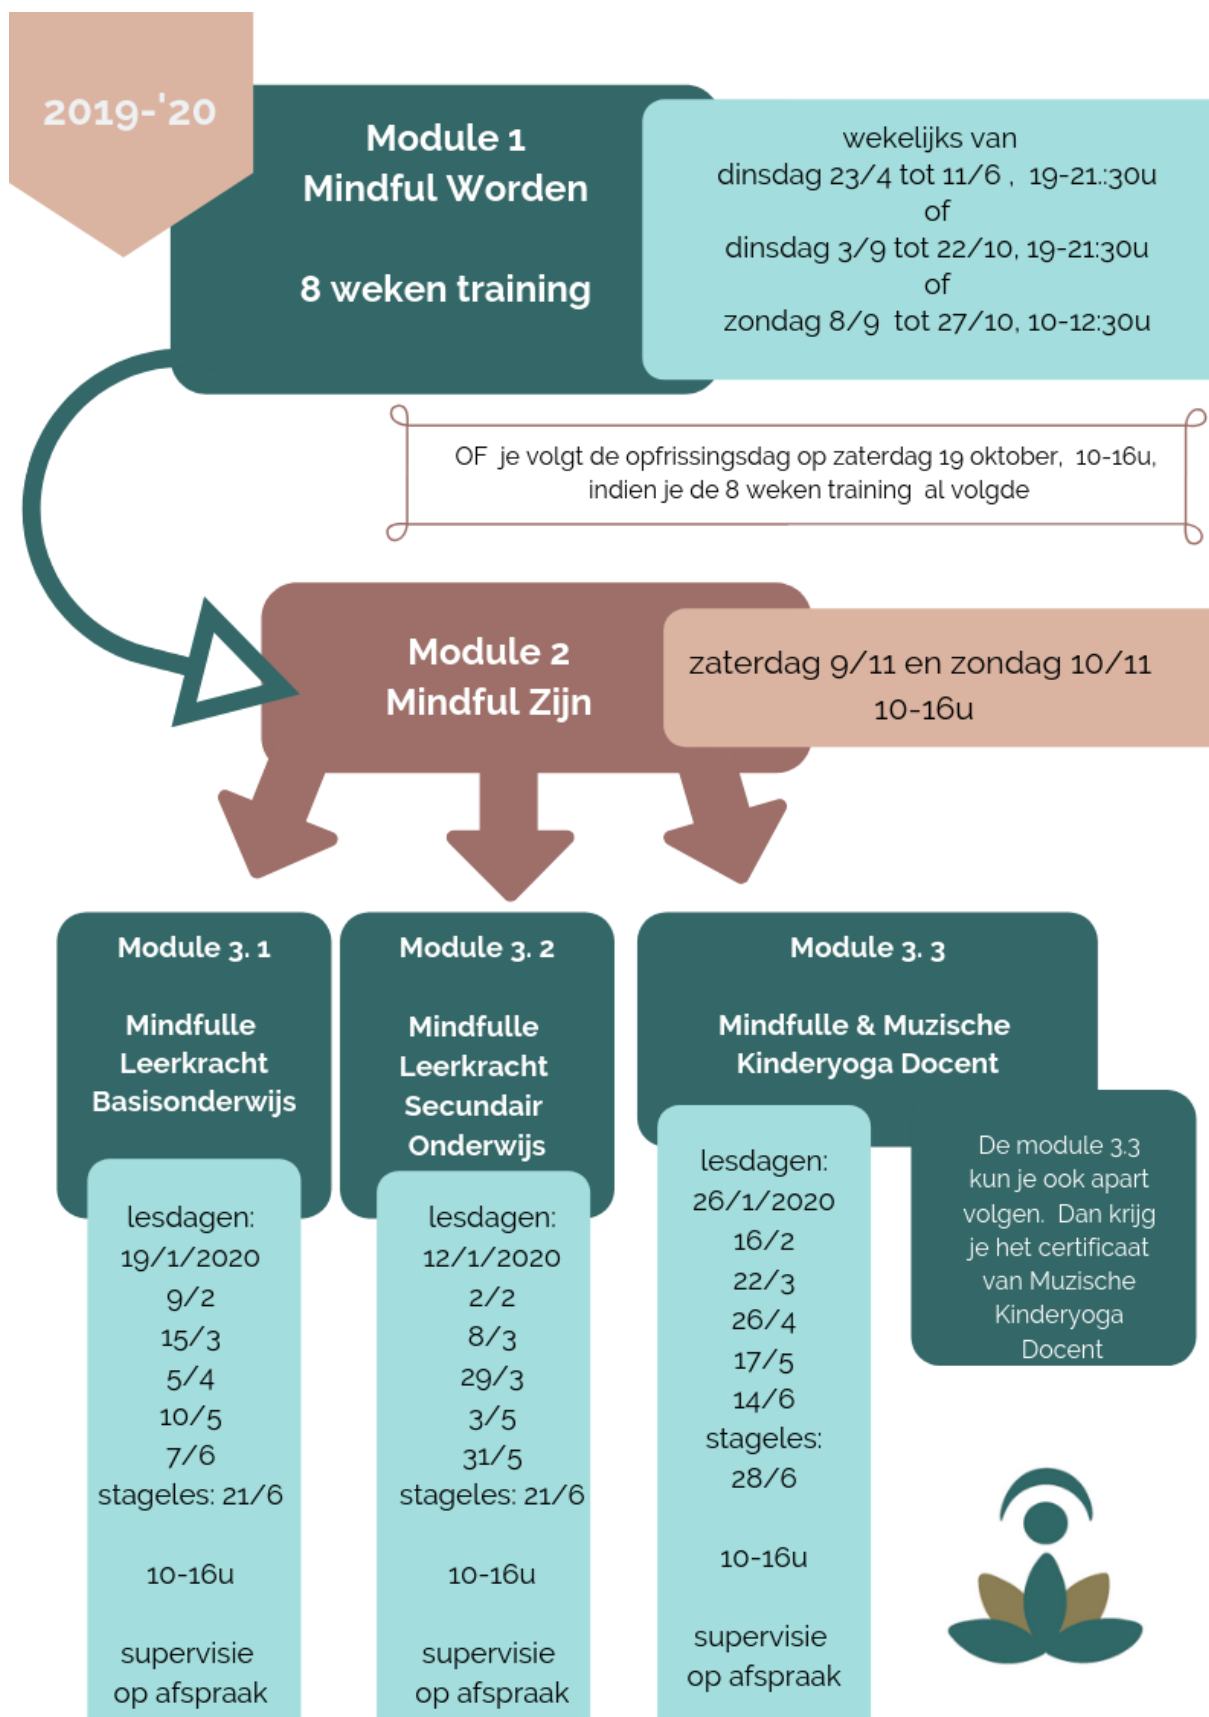 2019-'20
Module 1
Mindful Worden
8 weken training
wekelijks van
dinsdag 23/4 tot 11/6 , 19-21.:30u
of
dinsdag 3/9 tot 22/10, 19-21:30u
of
zondag 8/9 tot 27/10, 10-12:30u
OF je volgt de opfrissingsdag op zaterdag 19 oktober, 10-16u,
indien je de 8 weken training al volgde
Module 2
Mindful Zijn
zaterdag 9/11 en zondag 10/11
10-16u
Module 3. 1
Mindfulle
Leerkracht
Basisonderwijs
lesdagen:
19/1/2020
9/2
15/3
5/4
10/5
7/6
stageles: 21/6
10-16u
supervisie
op afspraak
Module 3. 2
Mindfulle
Leerkracht
Secundair
Onderwijs
lesdagen:
12/1/2020
2/2
8/3
29/3
3/5
31/5
stageles: 21/6
10-16u
supervisie
op afspraak
Module 3. 3
Mindfulle & Muzische
Kinderyoga Docent
lesdagen:
26/1/2020
16/2
22/3
26/4
17/5
14/6
stageles:
28/6
10-16u
supervisie
op afspraak
De module 3.3
kun je ook apart
volgen. Dan krijg
je het certificaat
van Muzische
Kinderyoga
Docent